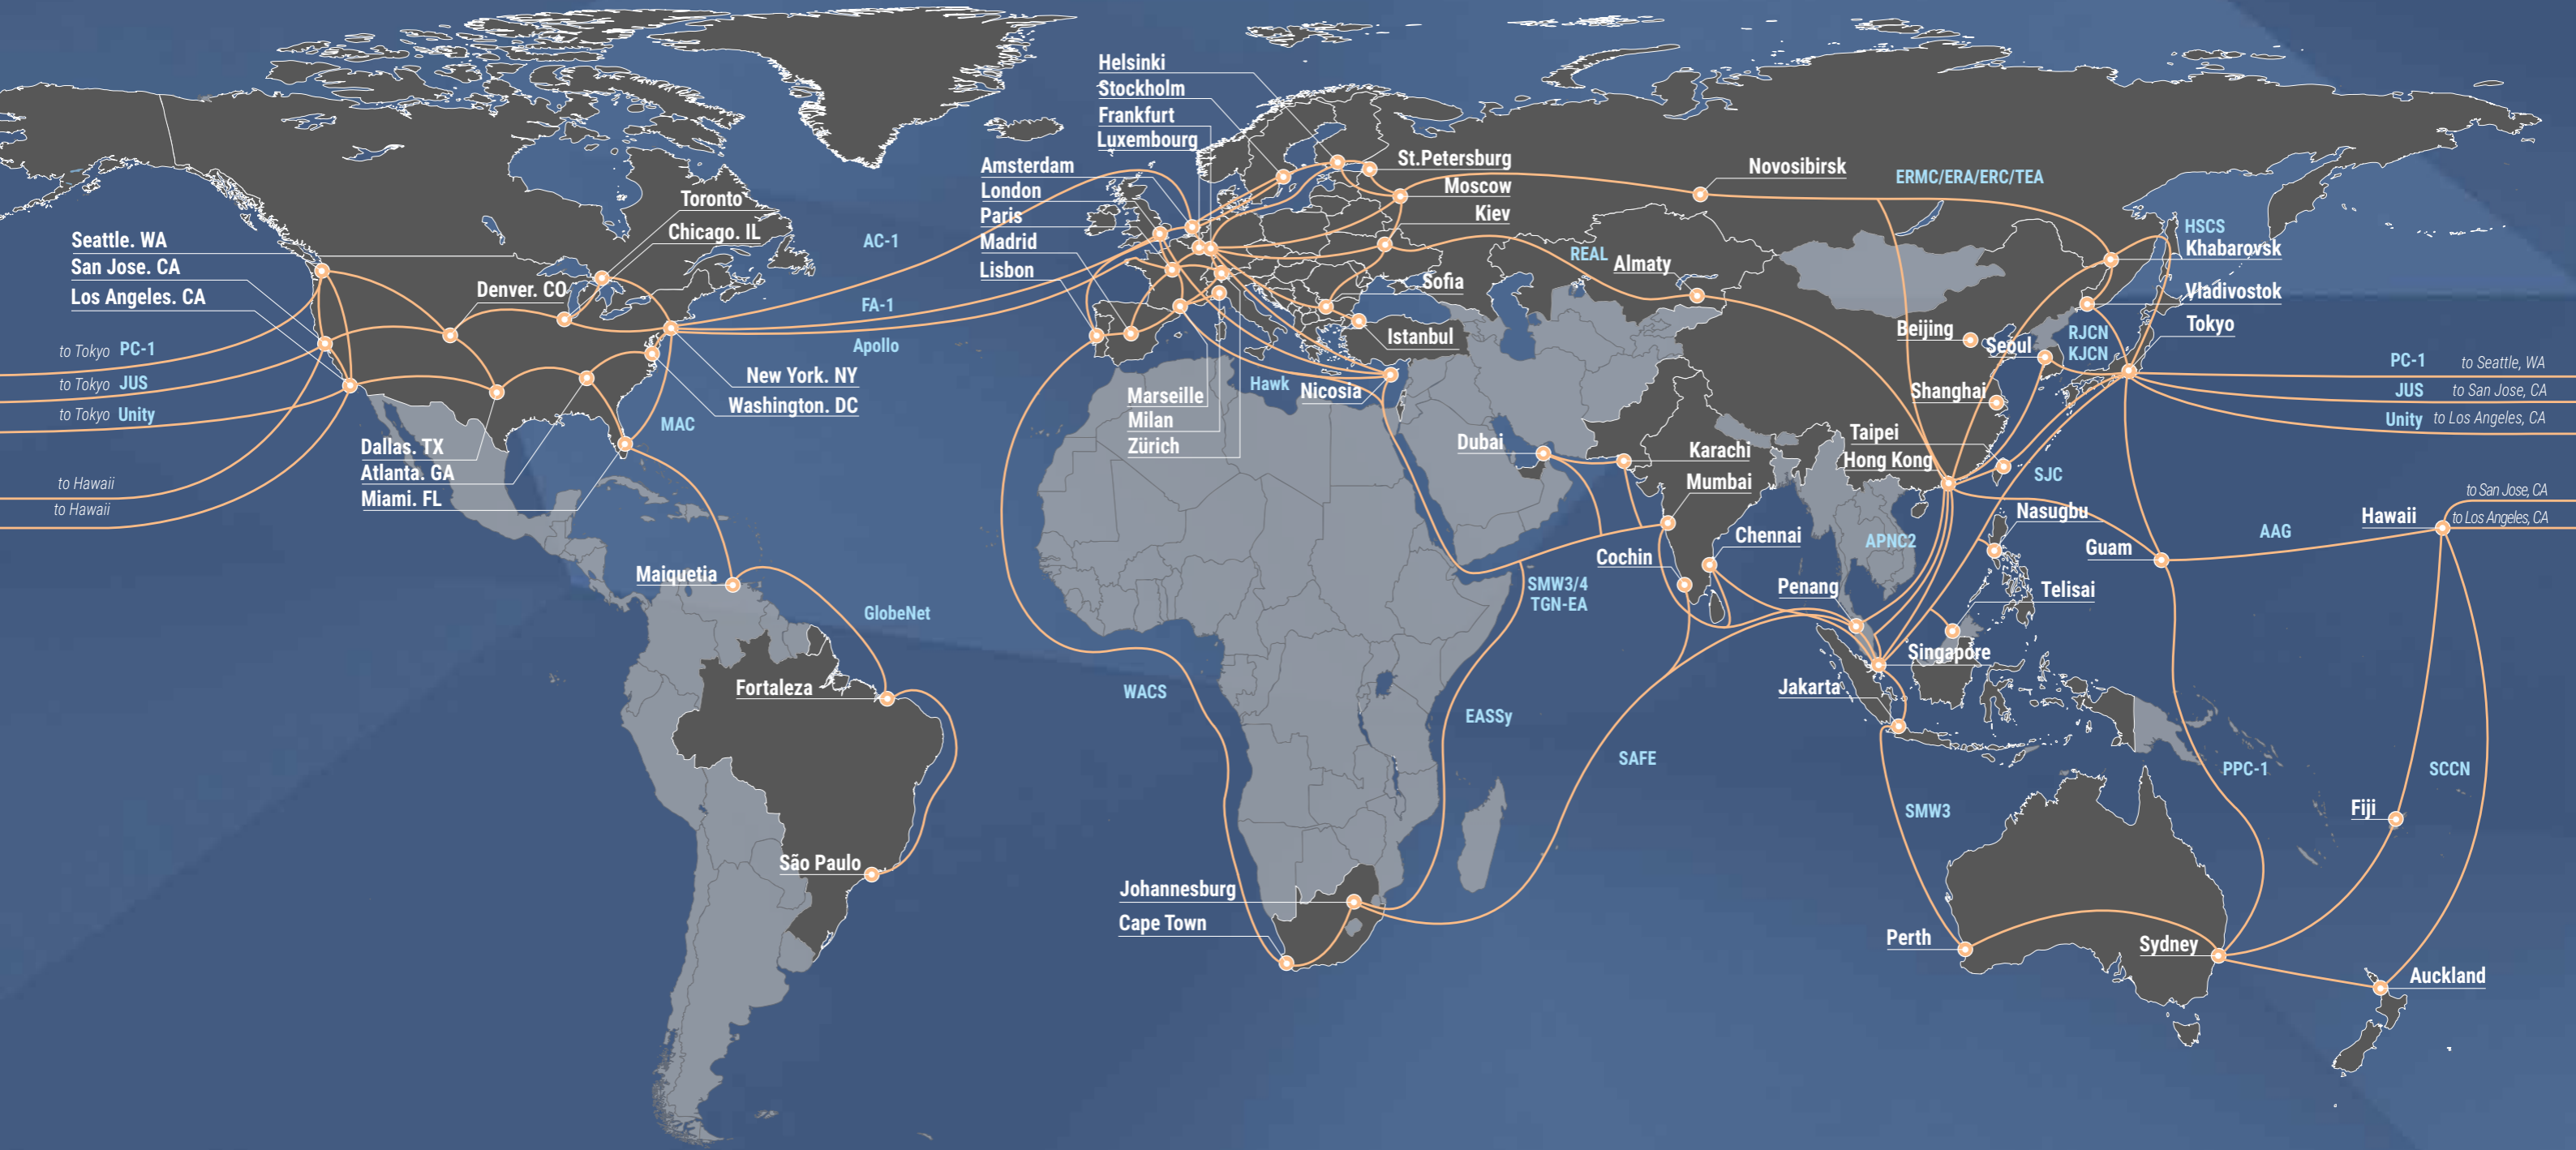 Helsinki
Stockholm
Frankfurt
Luxembourg
Amsterdam
London
Paris
Madrid
Lisbon
St.Petersburg
Moscow
Kiev
Novosibirsk
ERMC/ERA/ERC/TEA
HSCS
Khabarovsk
Vladivostok
Tokyo
Toronto
Chicago. IL
Seattle. WA
San Jose. CA
Los Angeles. CA
Denver. CO
AC-1
FA-1
Apollo
REAL
Almaty
Sofia
Istanbul
Beijing
Seoul
RJCN
KJCN
Shanghai
to Tokyo PC-1
to Tokyo JUS
to Tokyo Unity
to Hawaii
to Hawaii
PC-1 to Seattle, WA
JUS to San Jose, CA
Unity to Los Angeles, CA
New York. NY
Washington. DC
MAC
Dallas. TX
Atlanta. GA
Miami. FL
Hawk
Nicosia
Marseille
Milan
Zürich
Dubai
Karachi
Mumbai
Taipei
Hong Kong
SJC
Nasugbu
Chennai
Cochin
APNC2
Guam
AAG
Hawaii
to San Jose, CA
to Los Angeles, CA
Maiquetia
GlobeNet
SMW3/4
TGN-EA
Penang
Telisai
Singapore
Jakarta
Fortaleza
WACS
EASSy
SAFE
SMW3
PPC-1
SCCN
Fiji
São Paulo
Johannesburg
Cape Town
Perth
Sydney
Auckland